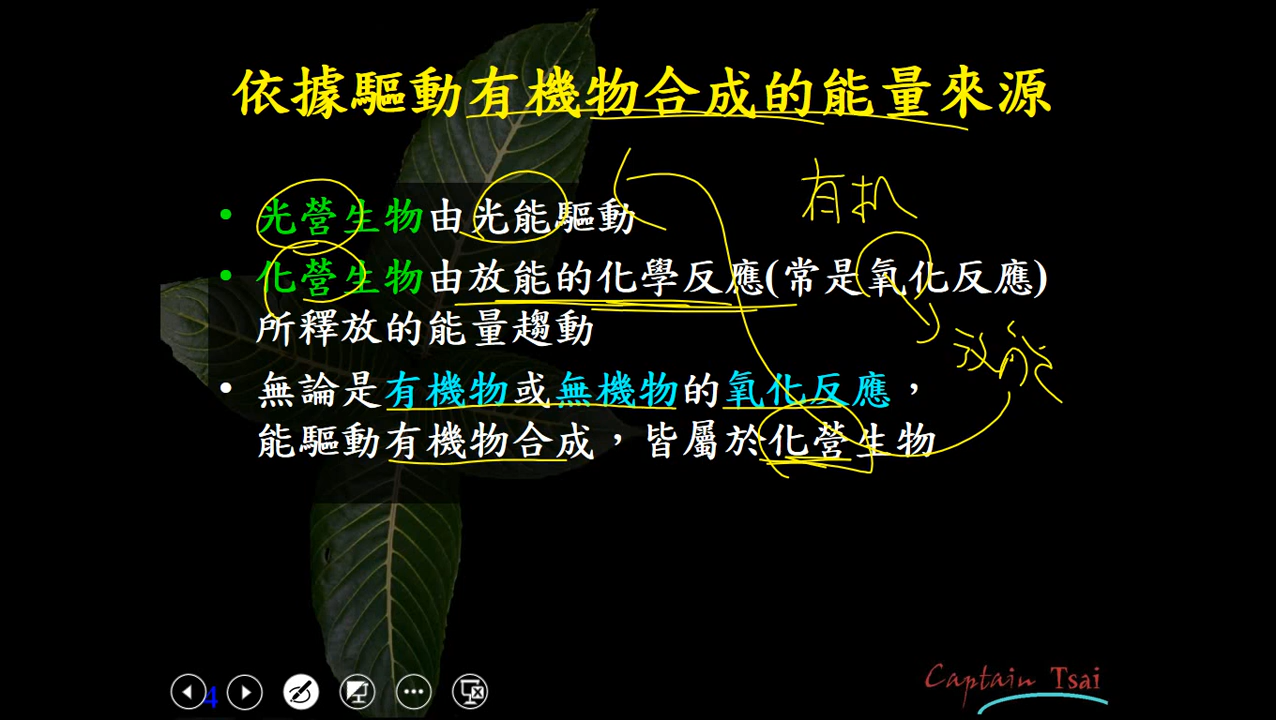 依據驅動有機物合成的能量來源
• 光營生物由光能驅動
有机
• 化營生物由放能的化學反應(常是氧化反應)
所釋放的能量趨動
放能
• 無論是有機物或無機物的氧化反應，
能驅動有機物合成，皆屬於化營生物
4
Captain Tsai